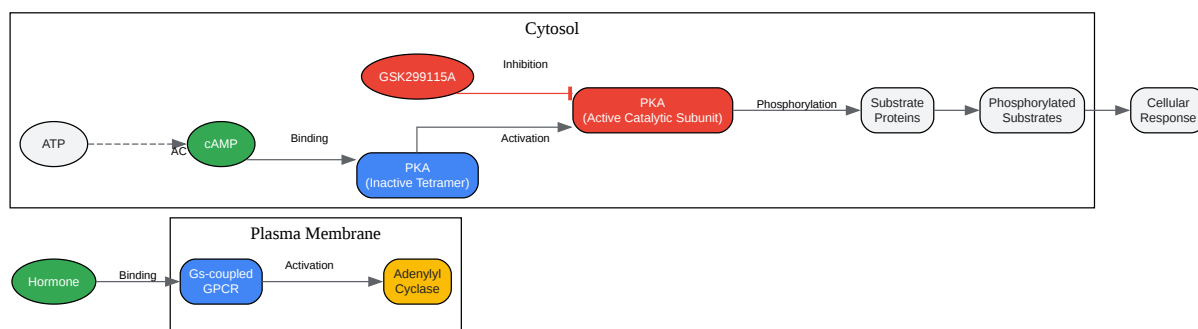 Cytosol
GSK299115A
Inhibition
PKA
(Active Catalytic Subunit)
Phosphorylation
Substrate
Proteins
Phosphorylated
Substrates
Cellular
Response
ATP
AC
cAMP
Binding
PKA
(Inactive Tetramer)
Activation
Plasma Membrane
Hormone
Binding
Gs-coupled
GPCR
Activation
Adenylyl
Cyclase